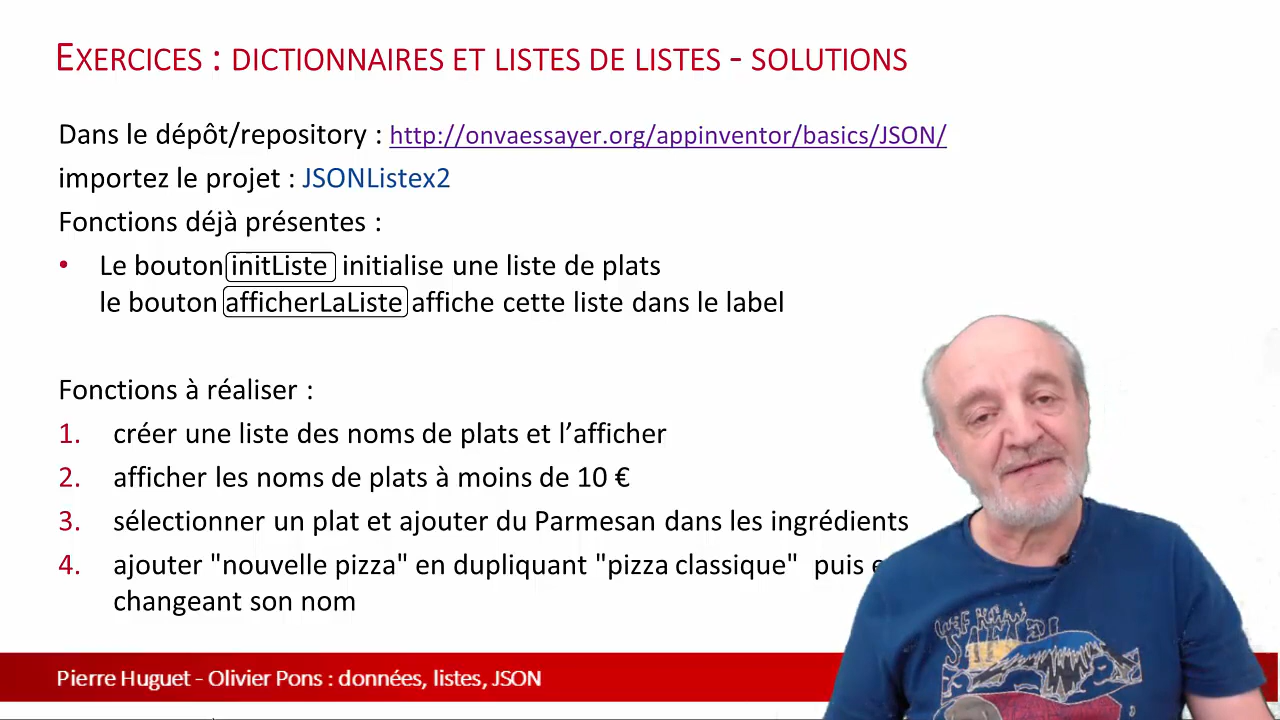 EXERCICES : DICTIONNAIRES ET LISTES DE LISTES - SOLUTIONS
Dans le dépôt/repository : http://onvaessayer.org/appinventor/basics/JSON/
importez le projet : JSONListex2
Fonctions déjà présentes :
• Le bouton initListe initialise une liste de plats
le bouton afficherLaListe affiche cette liste dans le label
Fonctions à réaliser :
1. créer une liste des noms de plats et l’afficher
2. afficher les noms de plats à moins de 10 €
3. sélectionner un plat et ajouter du Parmesan dans les ingrédients
4. ajouter "nouvelle pizza" en dupliquant "pizza classique" puis
changeant son nom
Pierre Huguet - Olivier Pons : données, listes, JSON